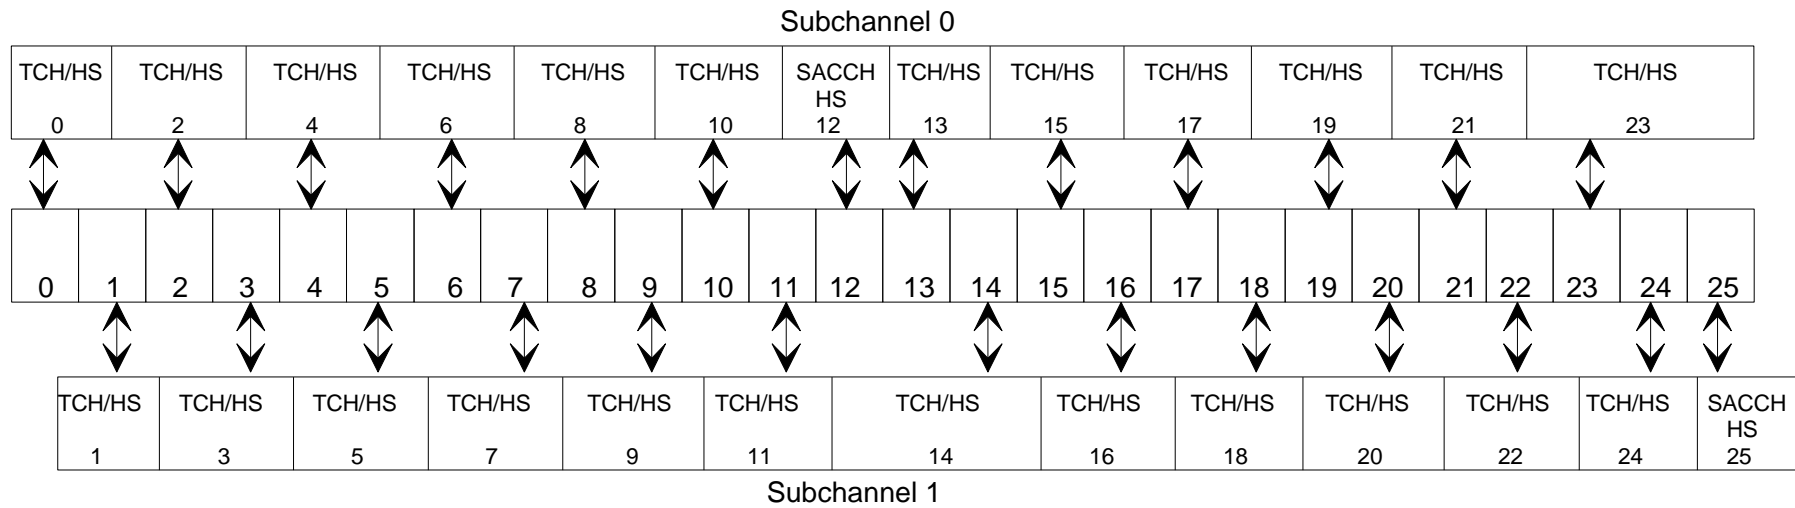 Subchannel 0
TCH/HS TCH/HS TCH/HS TCH/HS TCH/HS TCH/HS SACCH TCH/HS TCH/HS TCH/HS TCH/HS TCH/HS TCH/HS
HS
0 2 4 6 8 10 12 13 15 17 19 21 23
0 1 2 3 4 5 6 7 8 9 10 11 12 13 14 15 16 17 18 19 20 21 22 23 24 25
TCH/HS TCH/HS TCH/HS TCH/HS TCH/HS TCH/HS TCH/HS TCH/HS TCH/HS TCH/HS TCH/HS TCH/HS SACCH
HS
1 3 5 7 9 11 14 16 18 20 22 24 25
Subchannel 1